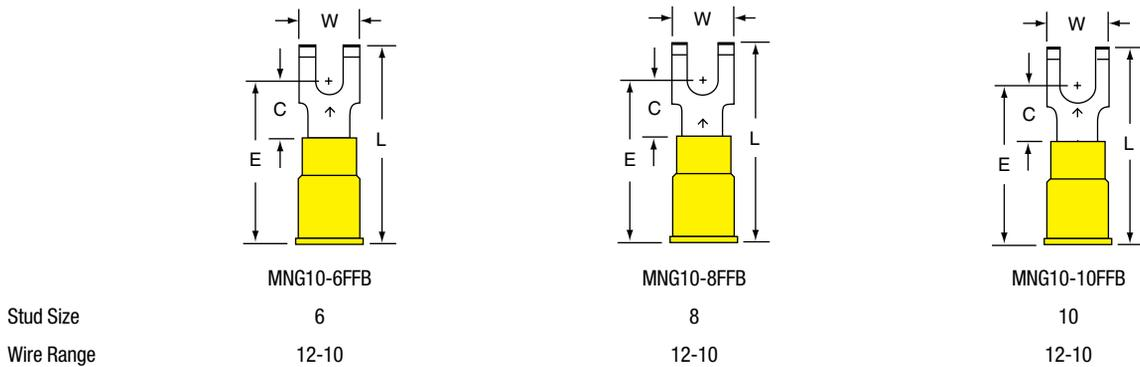 W W W
C C C
E L E L E L
MNG10-6FFB MNG10-8FFB MNG10-10FFB
Stud Size 6 8 10
Wire Range 12-10 12-10 12-10